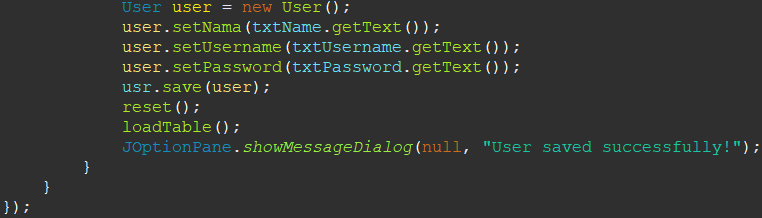 User user = new User();
user.setNama(txtName.getText());
user.setUsername(txtUsername.getText());
user.setPassword(txtPassword.getText());
usr.save(user);
reset();
loadTable();
JOptionPane.showMessageDialog(null, "User saved successfully!");
}
}
});